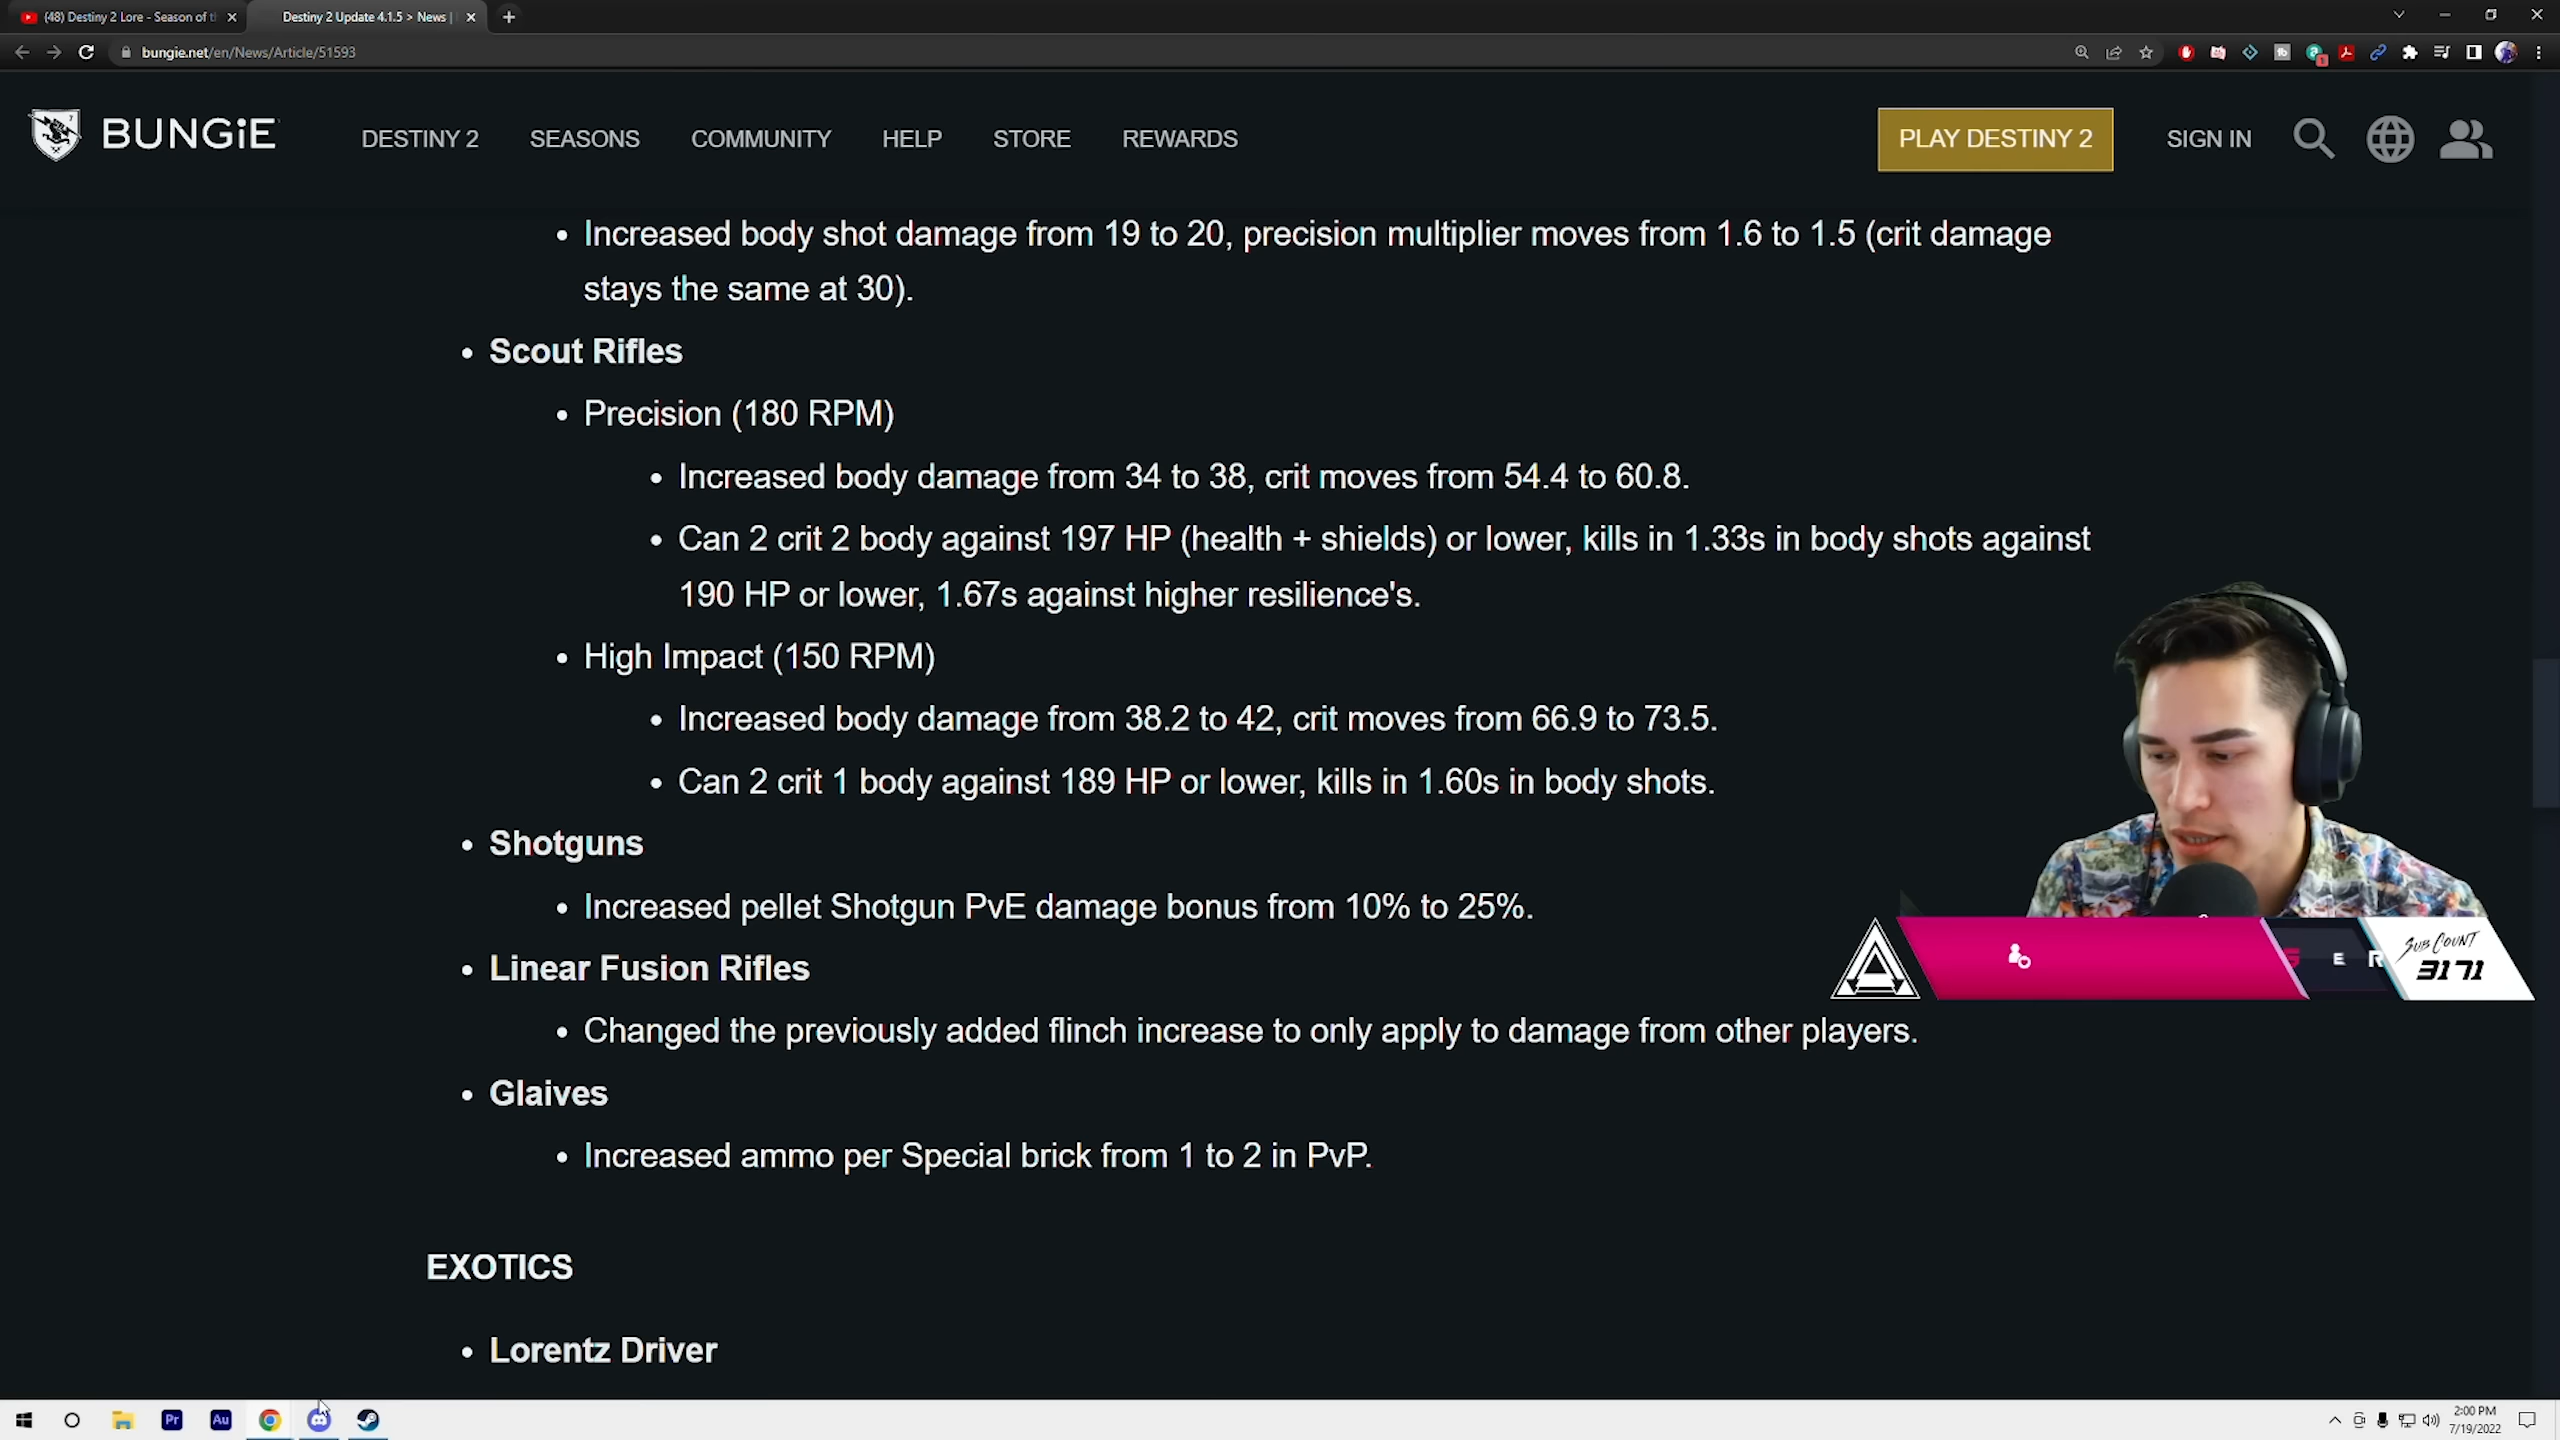 (48) Destiny 2 Lore - Season of th
Destiny 2 Update 4.1.5 > News |
bungie.net/en/News/Article/51593
BUNGiE
DESTINY 2
SEASONS
COMMUNITY
HELP
STORE
REWARDS
PLAY DESTINY 2
SIGN IN
Increased body shot damage from 19 to 20, precision multiplier moves from 1.6 to 1.5 (crit damage
stays the same at 30).
Scout Rifles
Precision (180 RPM)
Increased body damage from 34 to 38, crit moves from 54.4 to 60.8.
Can 2 crit 2 body against 197 HP (health + shields) or lower, kills in 1.33s in body shots against
190 HP or lower, 1.67s against higher resilience's.
High Impact (150 RPM)
Increased body damage from 38.2 to 42, crit moves from 66.9 to 73.5.
Can 2 crit 1 body against 189 HP or lower, kills in 1.60s in body shots.
Shotguns
Increased pellet Shotgun PvE damage bonus from 10% to 25%.
Linear Fusion Rifles
Changed the previously added flinch increase to only apply to damage from other players.
Glaives
Increased ammo per Special brick from 1 to 2 in PvP.
EXOTICS
Lorentz Driver
E R
SUB COUNT
3171
Pr
Au
2:00 PM
7/19/2022